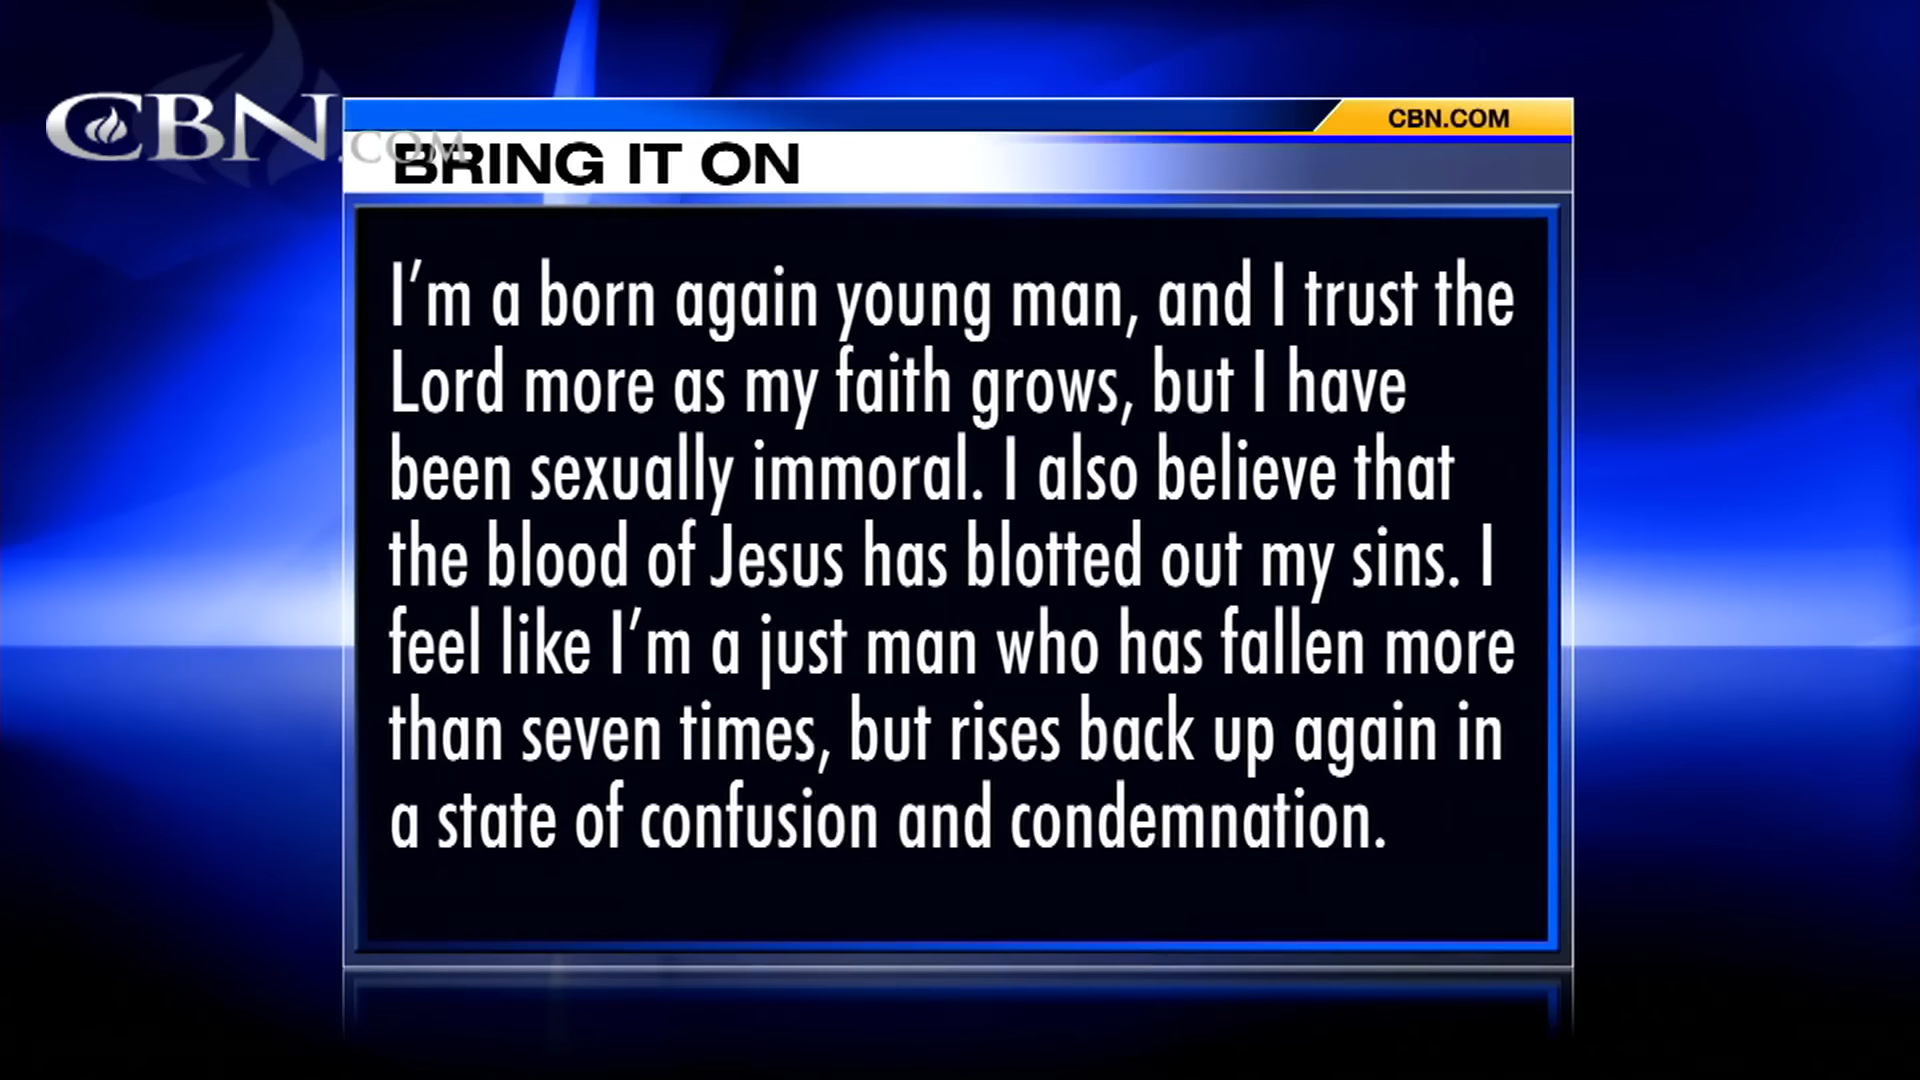 CBN.COM
CBN.COM
BRING IT ON
I'm a born again young man, and I trust the
Lord more as my faith grows, but I have
been sexually immoral. I also believe that
the blood of Jesus has blotted out my sins. I
feel like I'm a just man who has fallen more
than seven times, but rises back up again in
a state of confusion and condemnation.